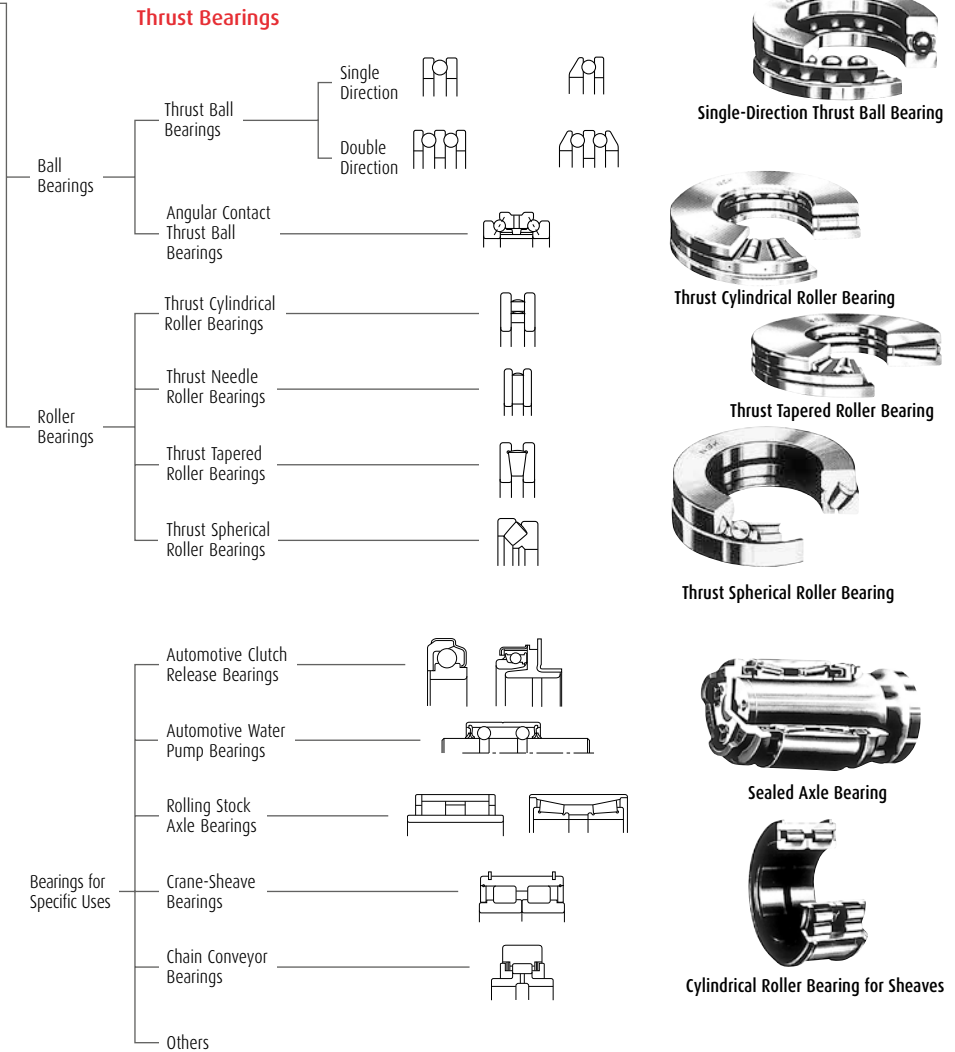 Thrust Bearings
Single
Direction
Thrust Ball
Bearings
Double
Direction
Ball
Bearings
Angular Contact
Thrust Ball
Bearings
Single-Direction Thrust Ball Bearing
Thrust Cylindrical
Roller Bearings
Thrust Cylindrical Roller Bearing
Thrust Needle
Roller Bearings
Roller
Bearings
Thrust Tapered Roller Bearing
Thrust Tapered
Roller Bearings
Thrust Spherical
Roller Bearings
Thrust Spherical Roller Bearing
Automotive Clutch
Release Bearings
Automotive Water
Pump Bearings
Sealed Axle Bearing
Rolling Stock
Axle Bearings
Bearings for
Specific Uses
Crane-Sheave
Bearings
Chain Conveyor
Bearings
Cylindrical Roller Bearing for Sheaves
Others